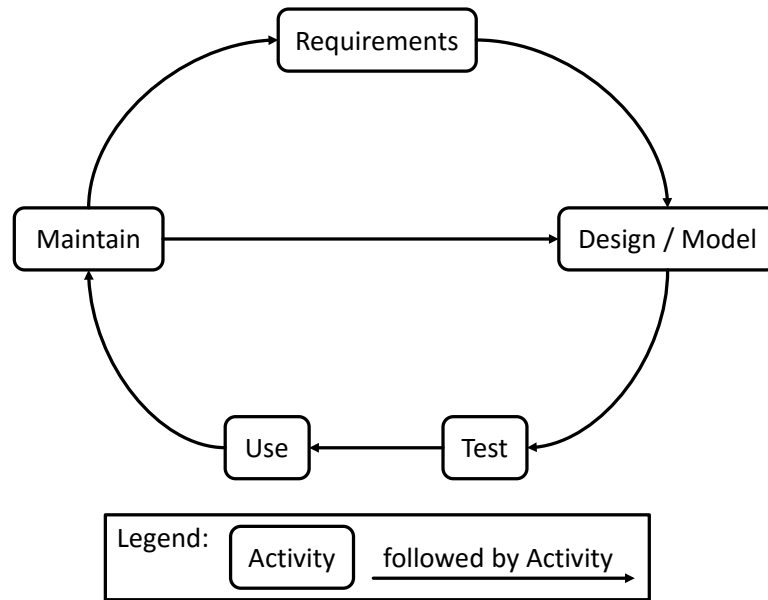 Requirements
Maintain
Design / Model
Use
Test
Legend:
Activity
followed by Activity